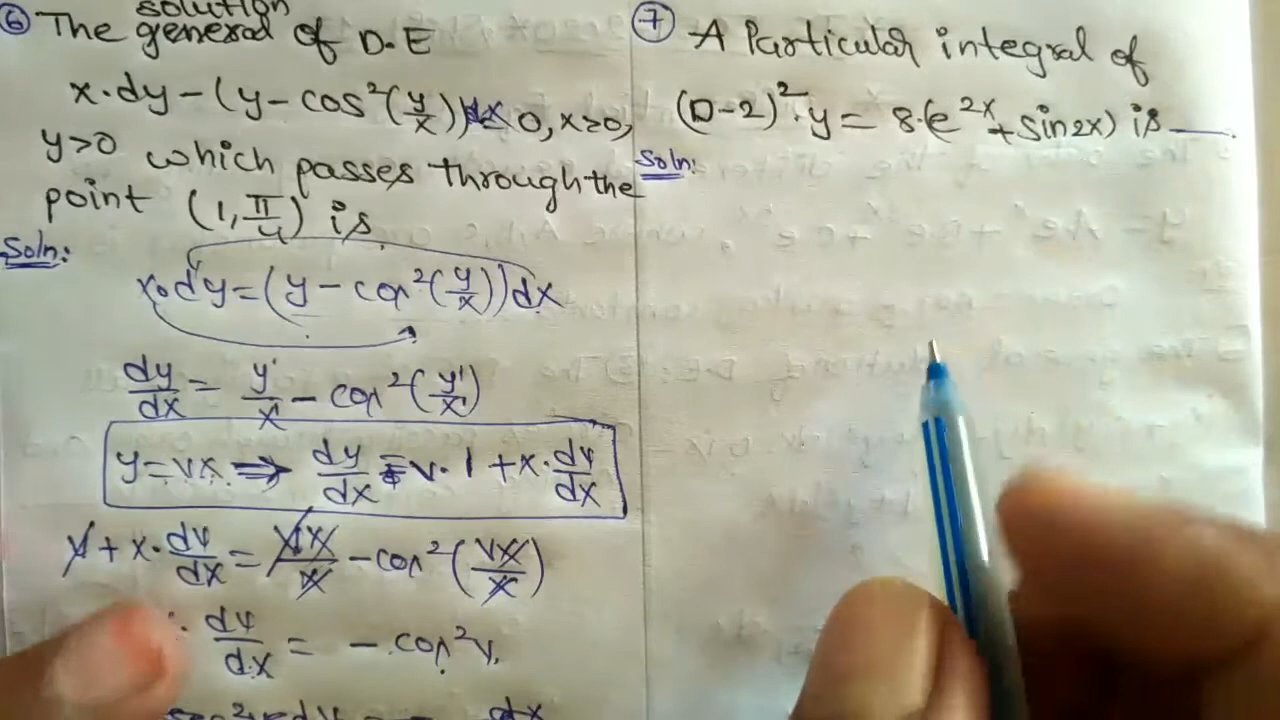 ⑥ The general solution of D.E
x·dy-(y-cos²(y/x))dx=0, x>0,
y>0 which passes through the
point (1, π/4) is
Soln:
x·dy=(y-cos²(y/x))dx
dy/dx = y/x - cos²(y/x)
y=vx ⇒ dy/dx = v·1+x·dv/dx
v+x·dv/dx = vx/x - cos²(vx/x)
dv/dx = -cos²v
⑦ A Particular integral of
(D-2)²·y = 8·(e^2x + sin2x) is ___.
Soln: